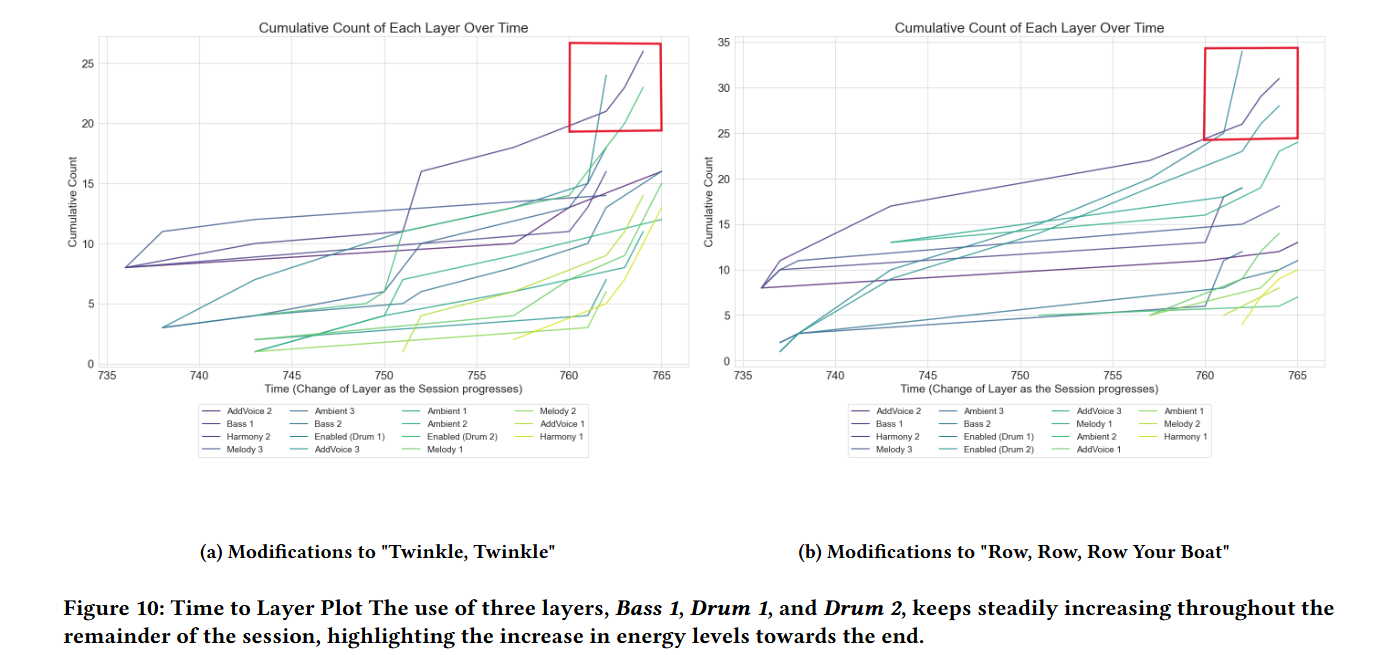 Cumulative Count of Each Layer Over Time
25
20
15
10
5
0
Cumulative Count
735 740 745 750 755 760 765
Time (Change of Layer as the Session progresses)
AddVoice 2 Ambient 3 Ambient 1 Melody 2
Bass 1 Bass 2 Ambient 2 AddVoice 1
Harmony 2 Enabled (Drum 1) Enabled (Drum 2) Harmony 1
Melody 3 AddVoice 3 Melody 1
(a) Modifications to "Twinkle, Twinkle"
Cumulative Count of Each Layer Over Time
35
30
25
20
15
10
5
0
Cumulative Count
735 740 745 750 755 760 765
Time (Change of Layer as the Session progresses)
AddVoice 2 Ambient 3 AddVoice 3 Ambient 1
Bass 1 Bass 2 Melody 1 Melody 2
Harmony 2 Enabled (Drum 1) Ambient 2 Harmony 1
Melody 3 Enabled (Drum 2) AddVoice 1
(b) Modifications to "Row, Row, Row Your Boat"
Figure 10: Time to Layer Plot The use of three layers, Bass 1, Drum 1, and Drum 2, keeps steadily increasing throughout the
remainder of the session, highlighting the increase in energy levels towards the end.